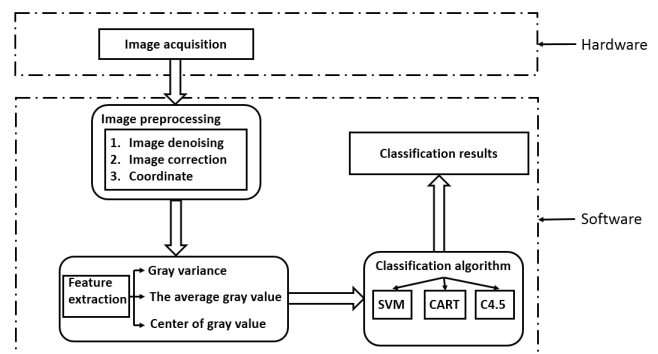 Image acquisition
Hardware
Image preprocessing
1. Image denoising
2. Image correction
3. Coordinate
Classification results
Software
Feature
extraction
Gray variance
The average gray value
Center of gray value
Classification algorithm
SVM
CART
C4.5